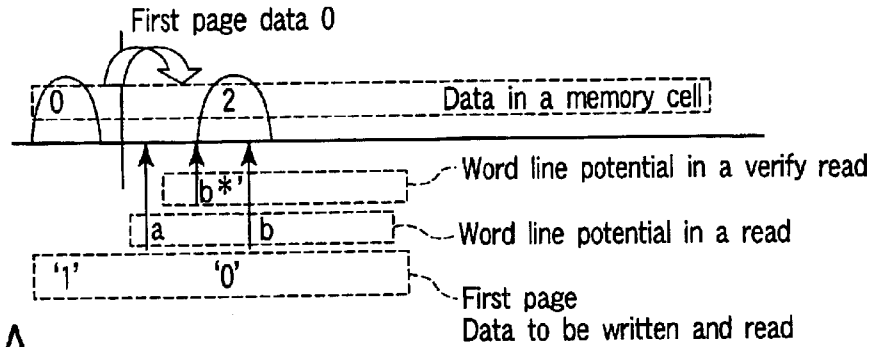 First page data 0
0 2 Data in a memory cell
b*' Word line potential in a verify read
a b Word line potential in a read
'1' '0'
First page
Data to be written and read